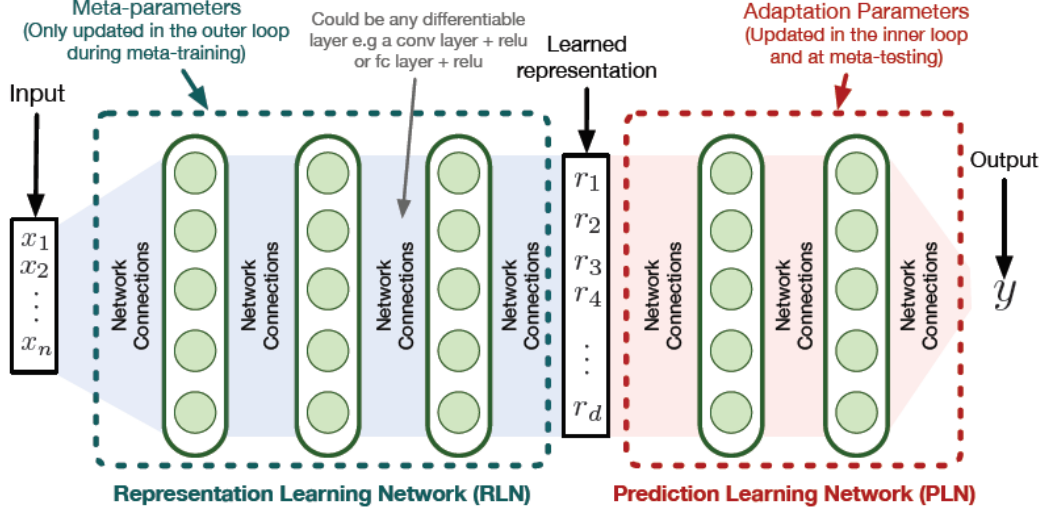 Meta-parameters
(Only updated in the outer loop
during meta-training)
Could be any differentiable
layer e.g a conv layer + relu
or fc layer + relu
Learned
representation
Adaptation Parameters
(Updated in the inner loop
and at meta-testing)
Input
Output
x₁
x₂
⋮
xₙ
Network
Connections
Network
Connections
Network
Connections
Network
Connections
r₁
r₂
r₃
r₄
⋮
r_d
Network
Connections
Network
Connections
Network
Connections
y
Representation Learning Network (RLN)
Prediction Learning Network (PLN)